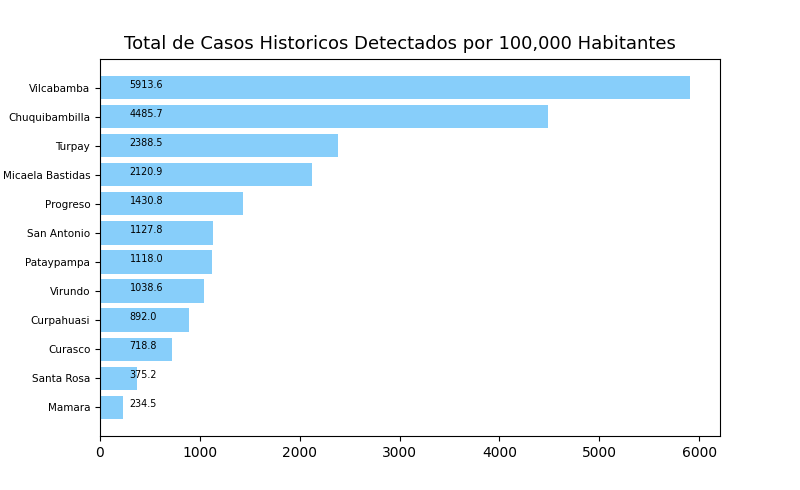 Total de Casos Historicos Detectados por 100,000 Habitantes
Vilcabamba 5913.6
Chuquibambilla 4485.7
Turpay 2388.5
Micaela Bastidas 2120.9
Progreso 1430.8
San Antonio 1127.8
Pataypampa 1118.0
Virundo 1038.6
Curpahuasi 892.0
Curasco 718.8
Santa Rosa 375.2
Mamara 234.5
0 1000 2000 3000 4000 5000 6000